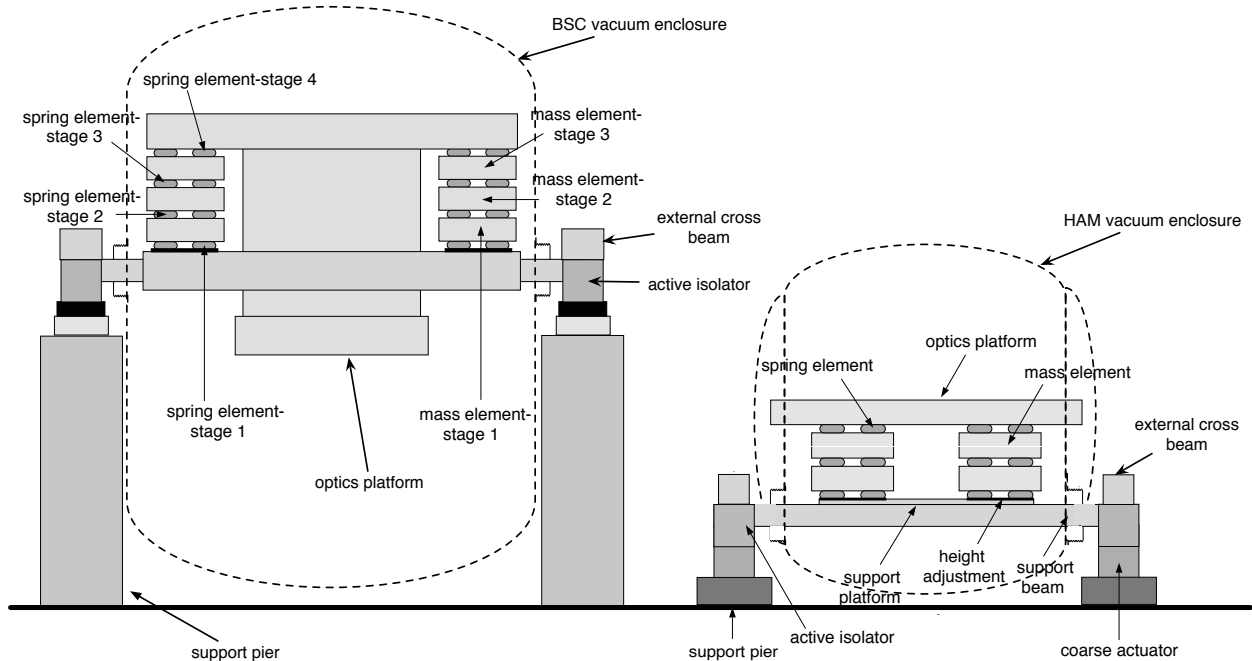 BSC vacuum enclosure
spring element-stage 4
spring element-
stage 3
mass element-
stage 3
spring element-
stage 2
mass element-
stage 2
external cross
beam
active isolator
spring element-
stage 1
mass element-
stage 1
optics platform
support pier
HAM vacuum enclosure
optics platform
spring element
mass element
external cross
beam
support
platform
height
adjustment
support
beam
active isolator
support pier
coarse actuator